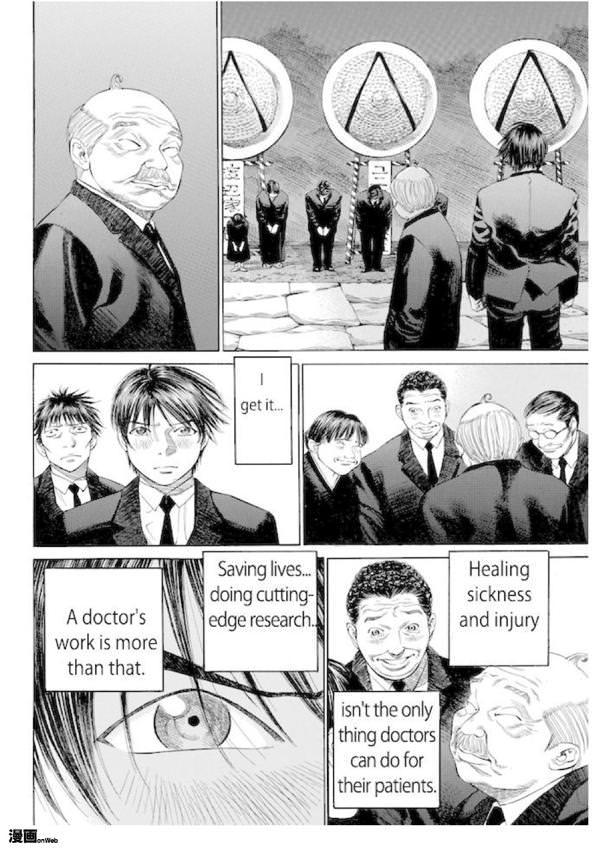 I
get it...
Healing
sickness
and injury
isn't the only
thing doctors
can do for
their patients.
Saving lives...
doing cutting-
edge research..
A doctor's
work is more
than that.
漫画onWeb